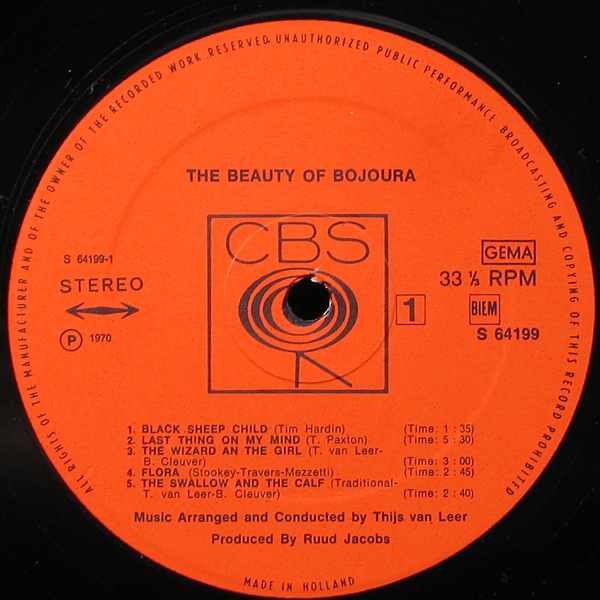 ALL RIGHTS OF THE MANUFACTURER AND OF THE OWNER OF THE RECORDED WORK RESERVED. UNAUTHORIZED PUBLIC PERFORMANCE BROADCASTING AND COPYING OF THIS RECORD PROHIBITED
THE BEAUTY OF BOJOURA
CBS
S 64199-1
STEREO
P 1970
1
GEMA
33 ⅓ RPM
BIEM
S 64199
1. BLACK SHEEP CHILD (Tim Hardin) (Time: 1 : 35)
2. LAST THING ON MY MIND (T. Paxton) (Time: 5 : 30)
3. THE WIZARD AN THE GIRL (T. van Leer-
B. Cleuver) (Time: 3 : 00)
4. FLORA (Stookey-Travers-Mezzetti) (Time: 2 : 45)
5. THE SWALLOW AND THE CALF (Traditional-
T. van Leer-B. Cleuver) (Time: 2 : 40)
Music Arranged and Conducted by Thijs van Leer
Produced By Ruud Jacobs
MADE IN HOLLAND